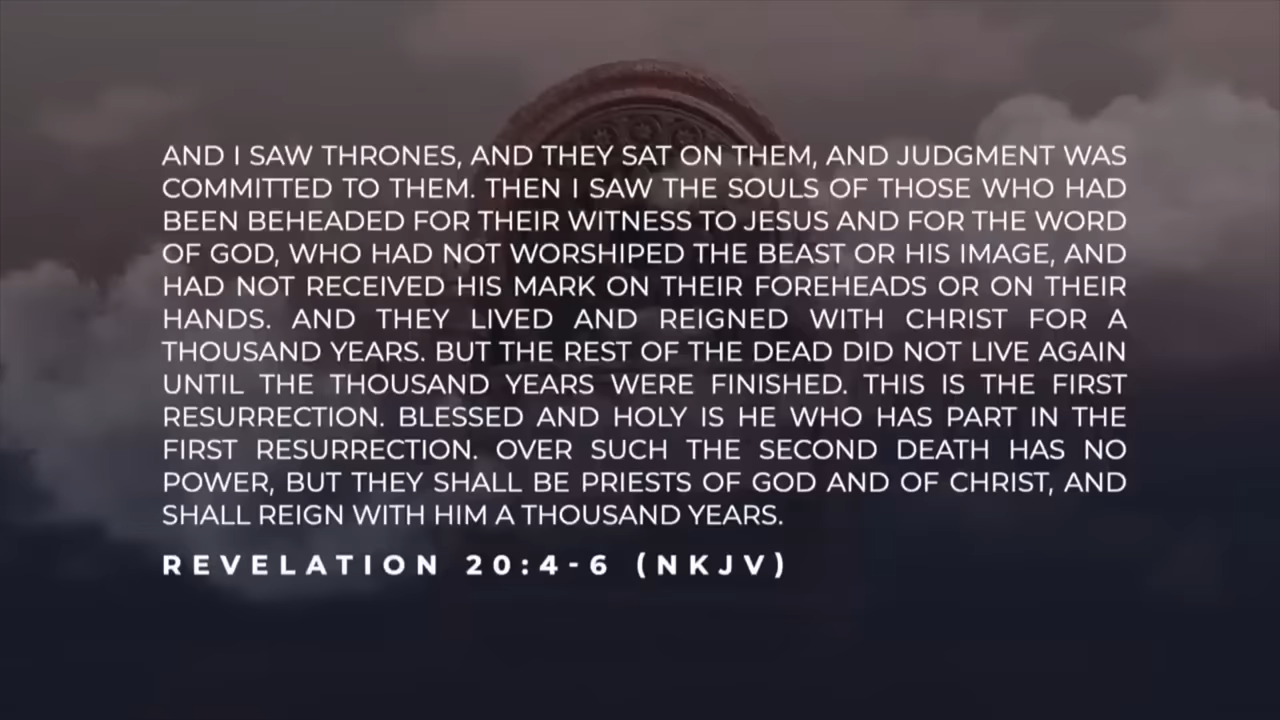 AND I SAW THRONES, AND THEY SAT ON THEM, AND JUDGMENT WAS
COMMITTED TO THEM. THEN I SAW THE SOULS OF THOSE WHO HAD
BEEN BEHEADED FOR THEIR WITNESS TO JESUS AND FOR THE WORD
OF GOD, WHO HAD NOT WORSHIPED THE BEAST OR HIS IMAGE, AND
HAD NOT RECEIVED HIS MARK ON THEIR FOREHEADS OR ON THEIR
HANDS. AND THEY LIVED AND REIGNED WITH CHRIST FOR A
THOUSAND YEARS. BUT THE REST OF THE DEAD DID NOT LIVE AGAIN
UNTIL THE THOUSAND YEARS WERE FINISHED. THIS IS THE FIRST
RESURRECTION. BLESSED AND HOLY IS HE WHO HAS PART IN THE
FIRST RESURRECTION. OVER SUCH THE SECOND DEATH HAS NO
POWER, BUT THEY SHALL BE PRIESTS OF GOD AND OF CHRIST, AND
SHALL REIGN WITH HIM A THOUSAND YEARS.
REVELATION 20:4-6 (NKJV)